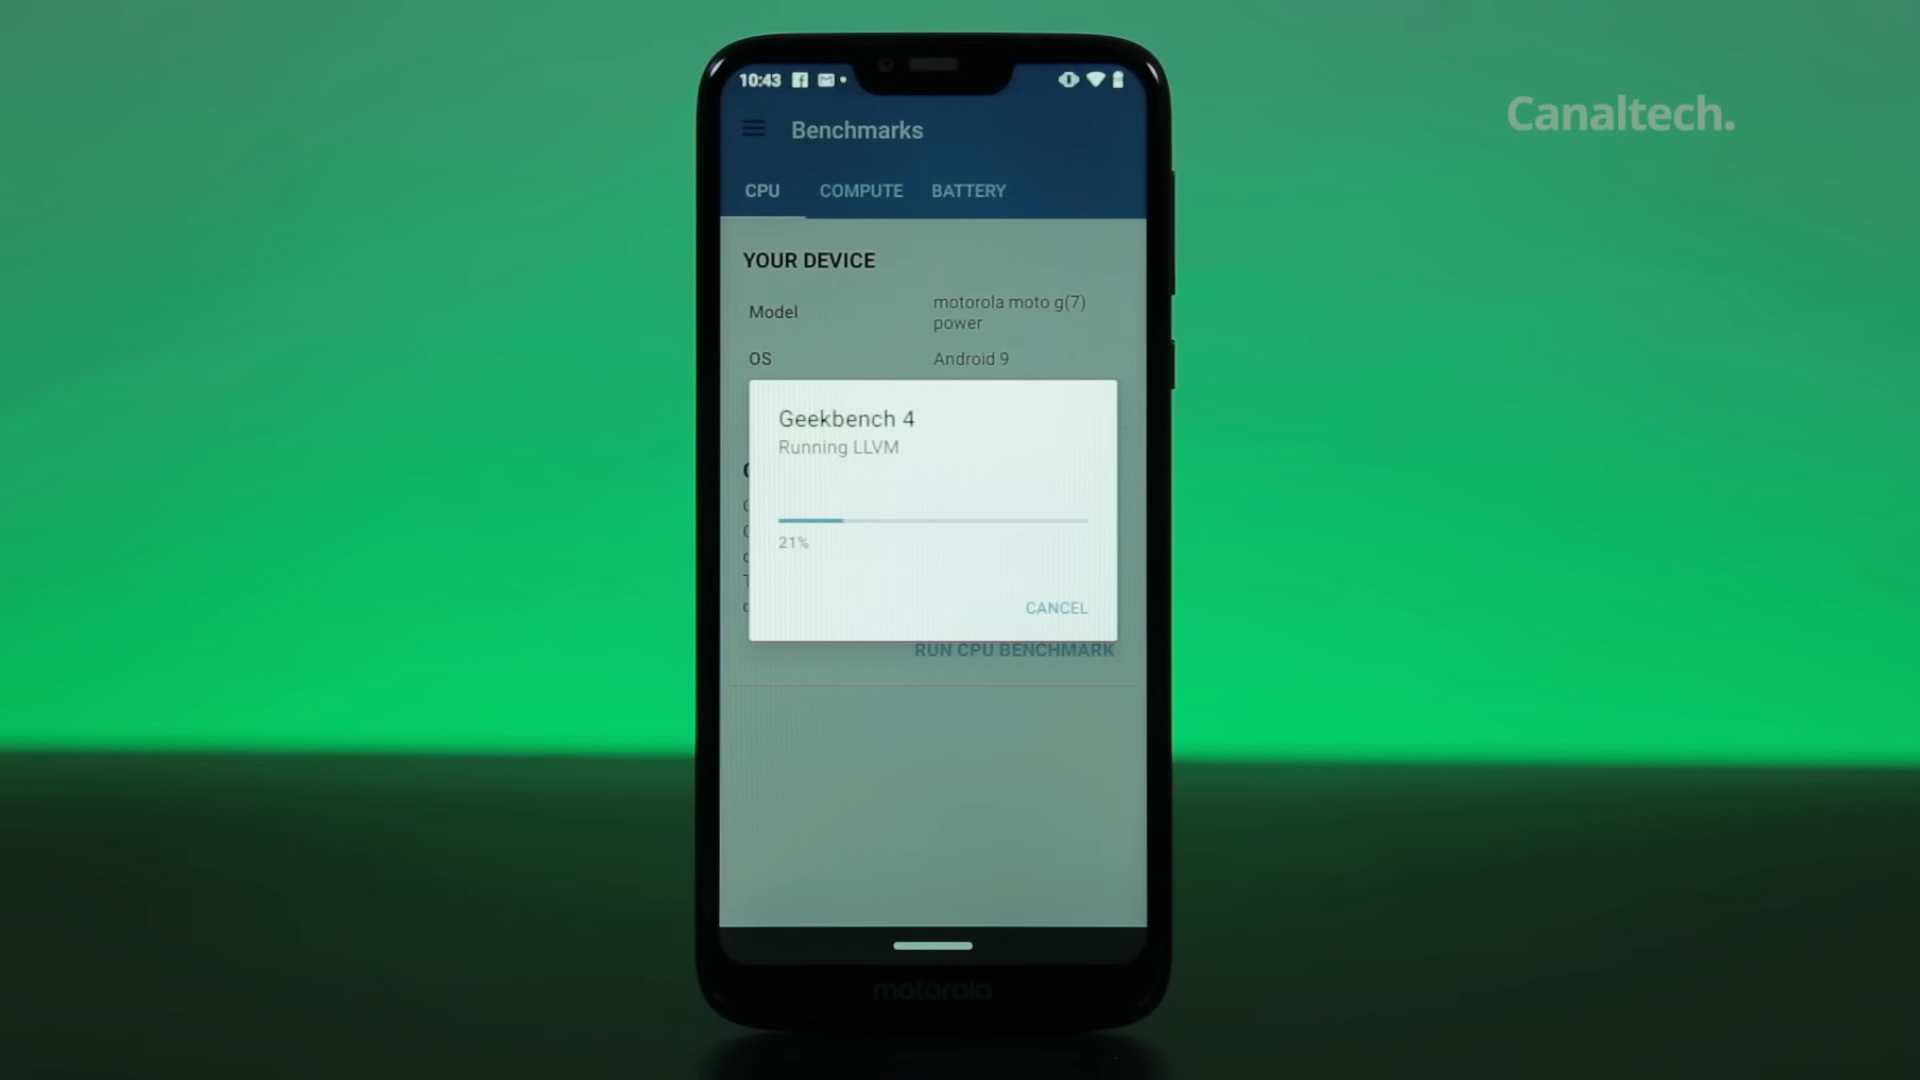 10:43
Canaltech.
Benchmarks
CPU COMPUTE BATTERY
YOUR DEVICE
Model motorola moto g(7) power
OS Android 9
Geekbench 4
Running LLVM
21%
CANCEL
RUN CPU BENCHMARK
motorola